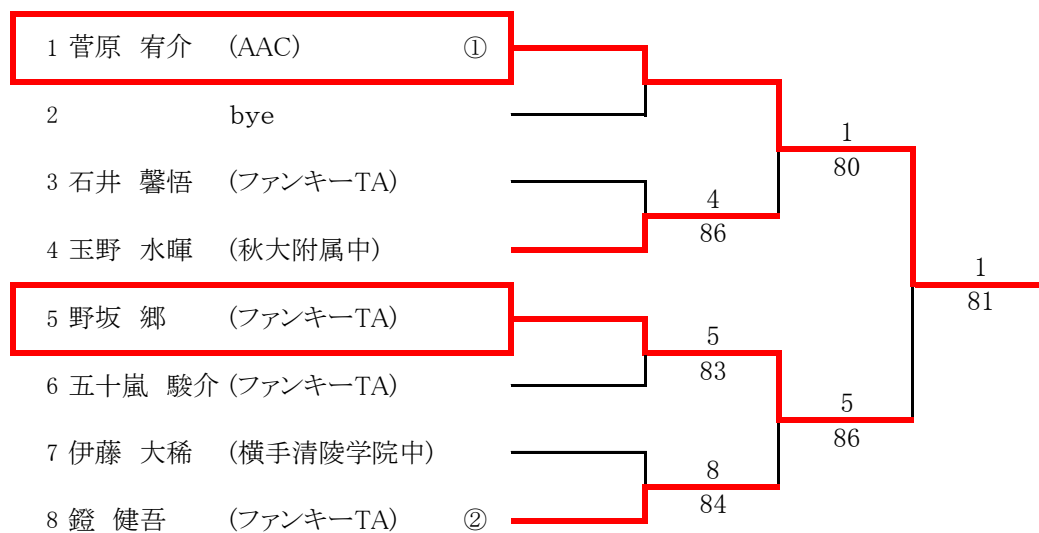 1 菅原 宥介 (AAC) ①
2 bye
3 石井 馨悟 (ファンキーTA)
4 玉野 水暉 (秋大附属中)
5 野坂 郷 (ファンキーTA)
6 五十嵐 駿介 (ファンキーTA)
7 伊藤 大稀 (横手清陵学院中)
8 鐙 健吾 (ファンキーTA) ②
4
86
5
83
8
84
1
80
5
86
1
81